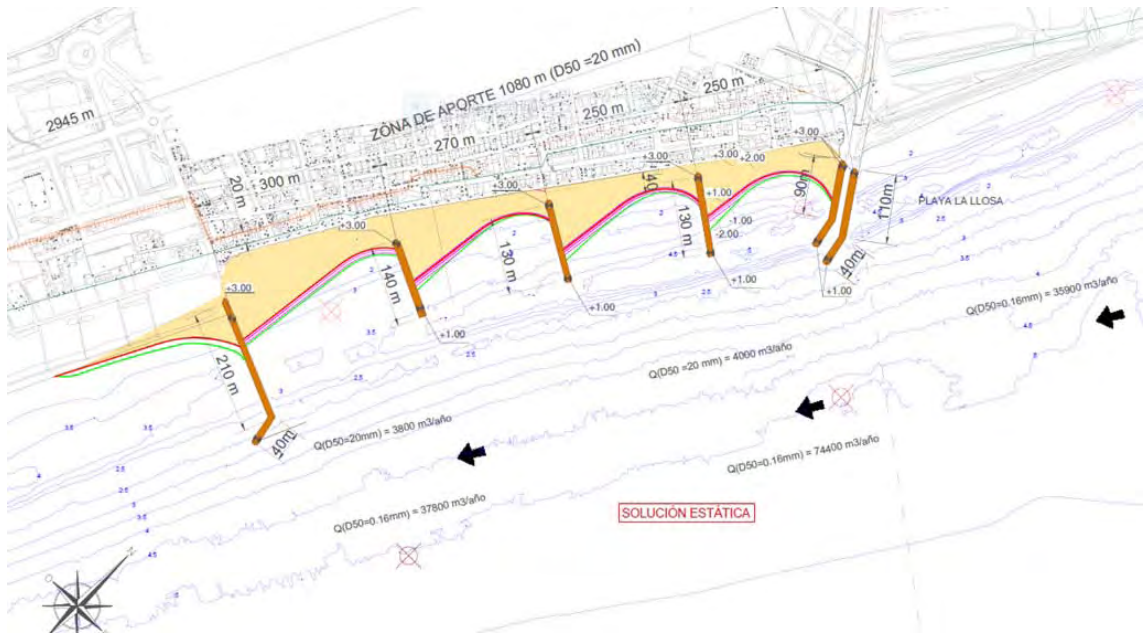 2945 m
ZONA DE APORTE 1080 m (D50 =20 mm)
300 m
270 m
250 m
250 m
20 m
+3.00
+3.00
+3.00
+3.00
+3.00
+2.00
+3.00
40
+1.00
-1.00
-2.00
90m
110m
PLAYA LA LLOSA
130 m
130 m
140 m
210 m
40m
40m
+1.00
+1.00
+1.00
+1.00
Q(D50=0.16mm) = 35900 m3/año
Q(D50=20 mm) = 4000 m3/año
Q(D50=20mm) = 3800 m3/año
Q(D50=0.16mm) = 74400 m3/año
Q(D50=0.16mm) = 37800 m3/año
SOLUCIÓN ESTÁTICA